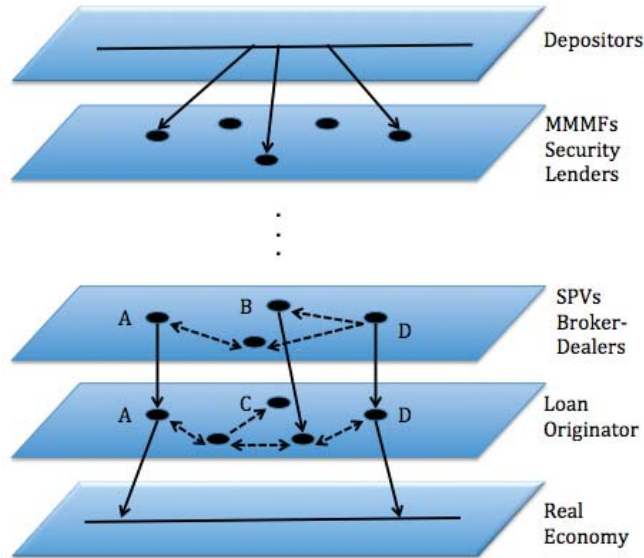 Depositors
MMMFs
Security
Lenders
SPVs
Broker-
Dealers
A
B
D
Loan
Originator
A
C
D
Real
Economy